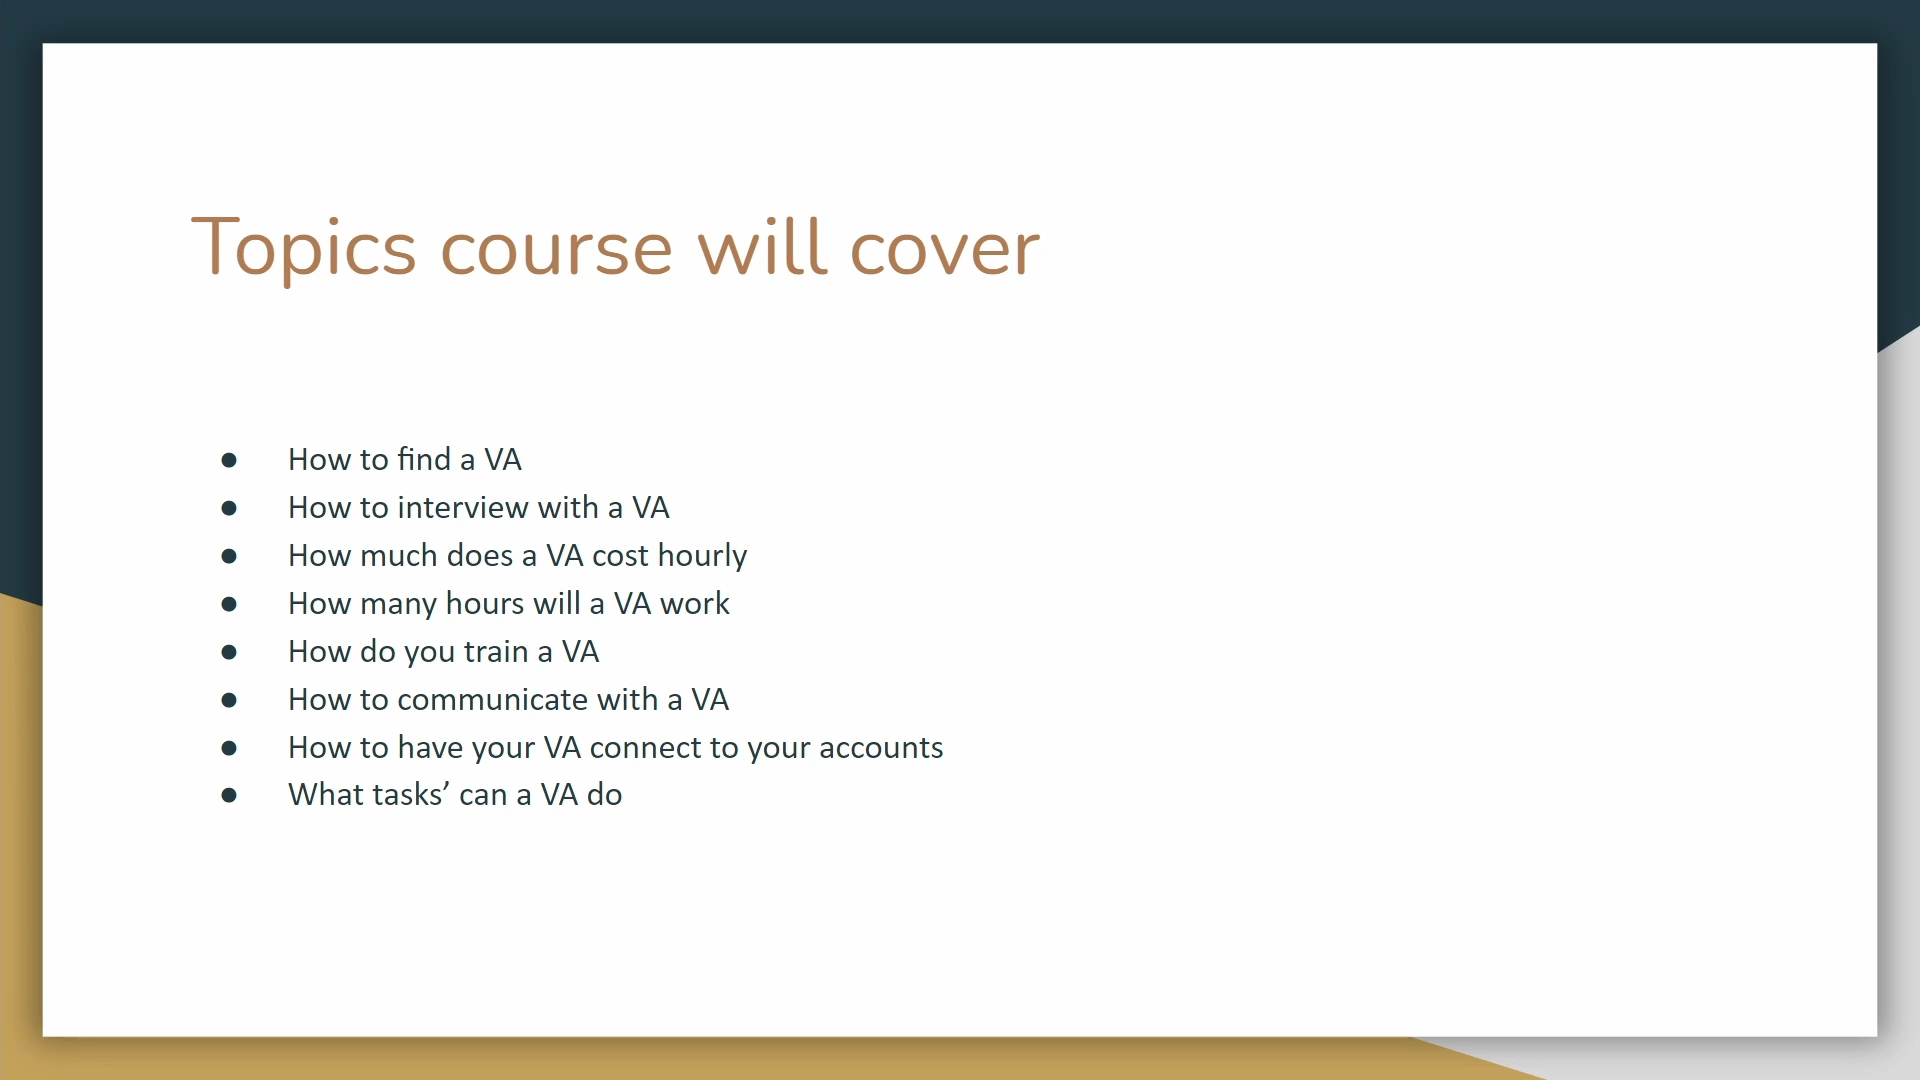 Topics course will cover
● How to find a VA
● How to interview with a VA
● How much does a VA cost hourly
● How many hours will a VA work
● How do you train a VA
● How to communicate with a VA
● How to have your VA connect to your accounts
● What tasks’ can a VA do